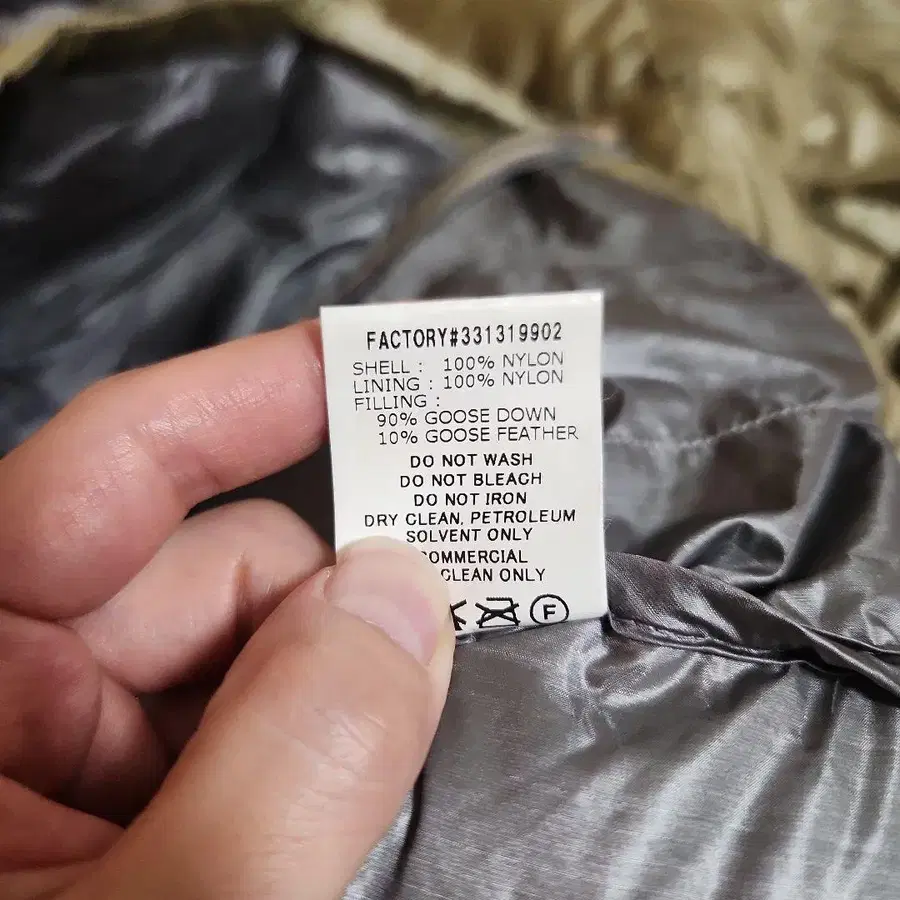 FACTORY#331319902
SHELL : 100% NYLON
LINING : 100% NYLON
FILLING :
90% GOOSE DOWN
10% GOOSE FEATHER
DO NOT WASH
DO NOT BLEACH
DO NOT IRON
DRY CLEAN, PETROLEUM
SOLVENT ONLY
OMMERCIAL
CLEAN ONLY
F